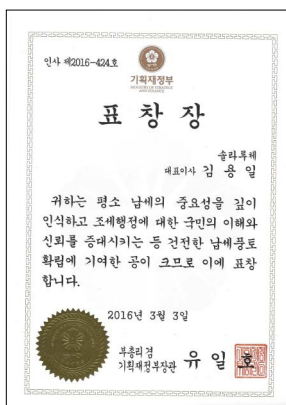 인사 제2016-424호
기획재정부
MINISTRY OF STRATEGY
AND FINANCE
표창장
솔라루체
대표이사 김용일
귀하는 평소 납세의 중요성을 깊이
인식하고 조세행정에 대한 국민의 이해와
신뢰를 증대시키는 등 건전한 납세풍토
확립에 기여한 공이 크므로 이에 표창
합니다.
2016년 3월 3일
부총리 겸
기획재정부장관 유일호